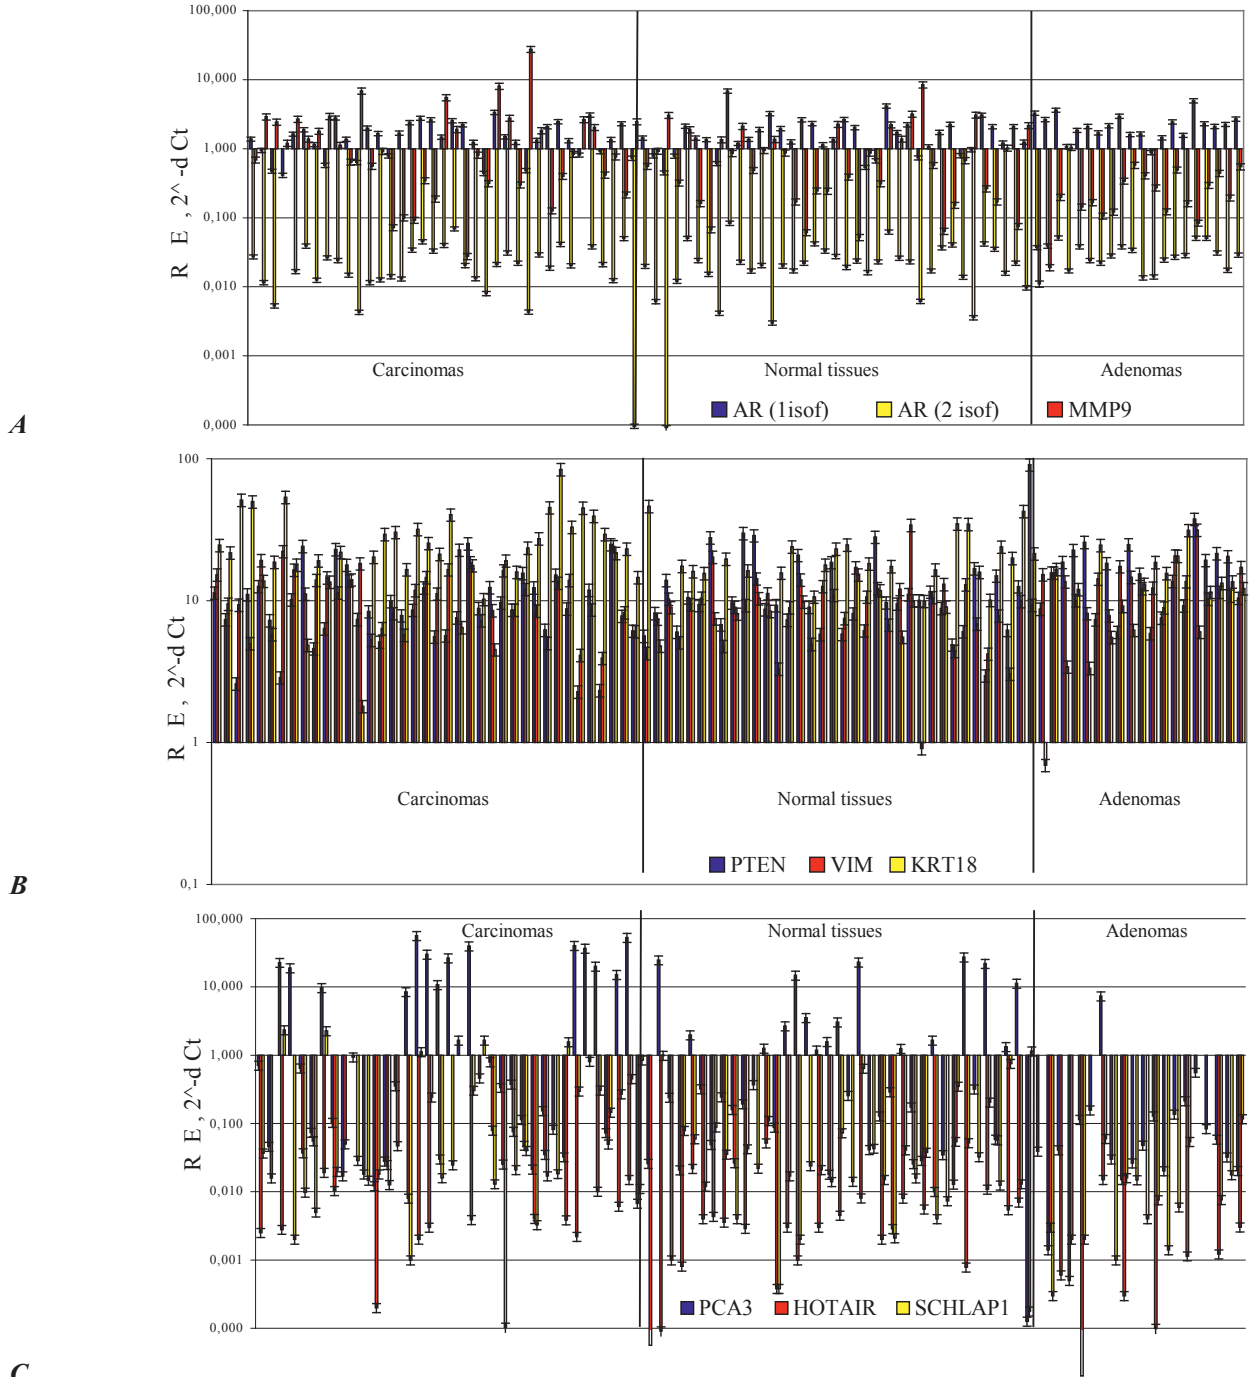 100,000
10,000
1,000
0,100
0,010
0,001
0,000
R E , 2^ -d Ct
Carcinomas
Normal tissues
Adenomas
AR (1isof)
AR (2 isof)
MMP9
A
100
10
1
0,1
R E , 2^-d Ct
Carcinomas
Normal tissues
Adenomas
PTEN
VIM
KRT18
B
100,000
10,000
1,000
0,100
0,010
0,001
0,000
R E , 2^-d Ct
Carcinomas
Normal tissues
Adenomas
PCA3
HOTAIR
SCHLAP1
C